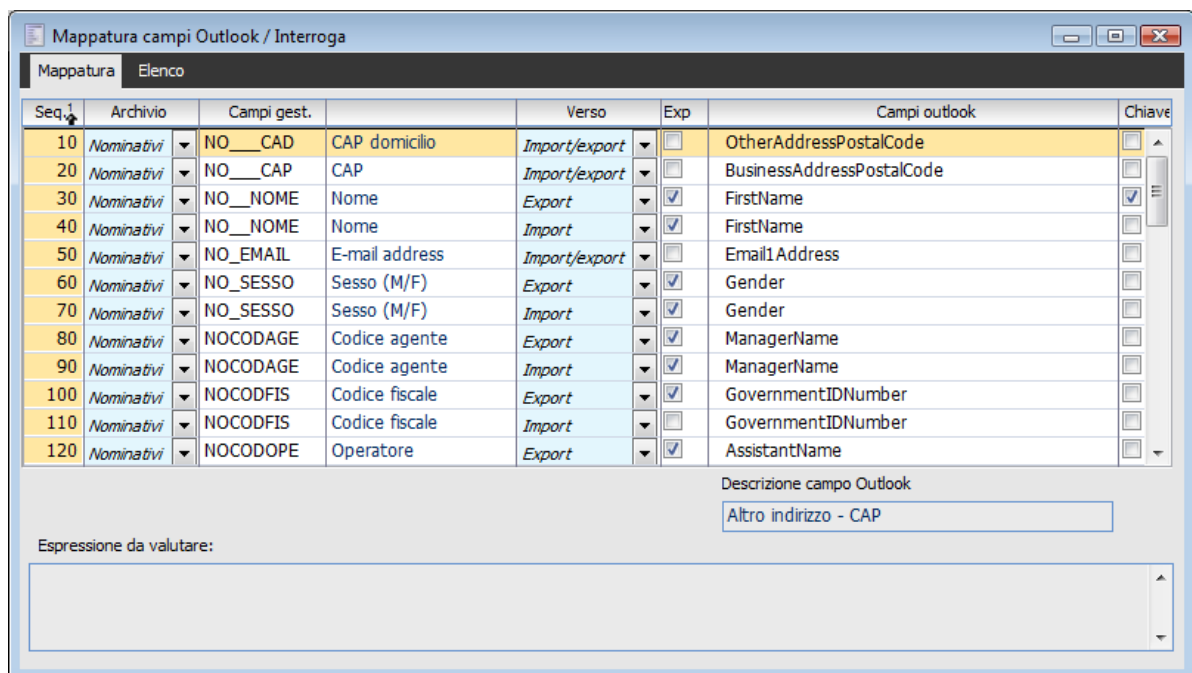 Mappatura campi Outlook / Interroga
Mappatura Elenco
Seq. 1 Archivio Campi gest. Verso Exp Campi outlook Chiave
10 Nominativi NO___CAD CAP domicilio Import/export OtherAddressPostalCode
20 Nominativi NO___CAP CAP Import/export BusinessAddressPostalCode
30 Nominativi NO__NOME Nome Export FirstName
40 Nominativi NO__NOME Nome Import FirstName
50 Nominativi NO_EMAIL E-mail address Import/export Email1Address
60 Nominativi NO_SESSO Sesso (M/F) Export Gender
70 Nominativi NO_SESSO Sesso (M/F) Import Gender
80 Nominativi NOCODAGE Codice agente Export ManagerName
90 Nominativi NOCODAGE Codice agente Import ManagerName
100 Nominativi NOCODFIS Codice fiscale Export GovernmentIDNumber
110 Nominativi NOCODFIS Codice fiscale Import GovernmentIDNumber
120 Nominativi NOCODOPE Operatore Export AssistantName
Descrizione campo Outlook
Altro indirizzo - CAP
Espressione da valutare: